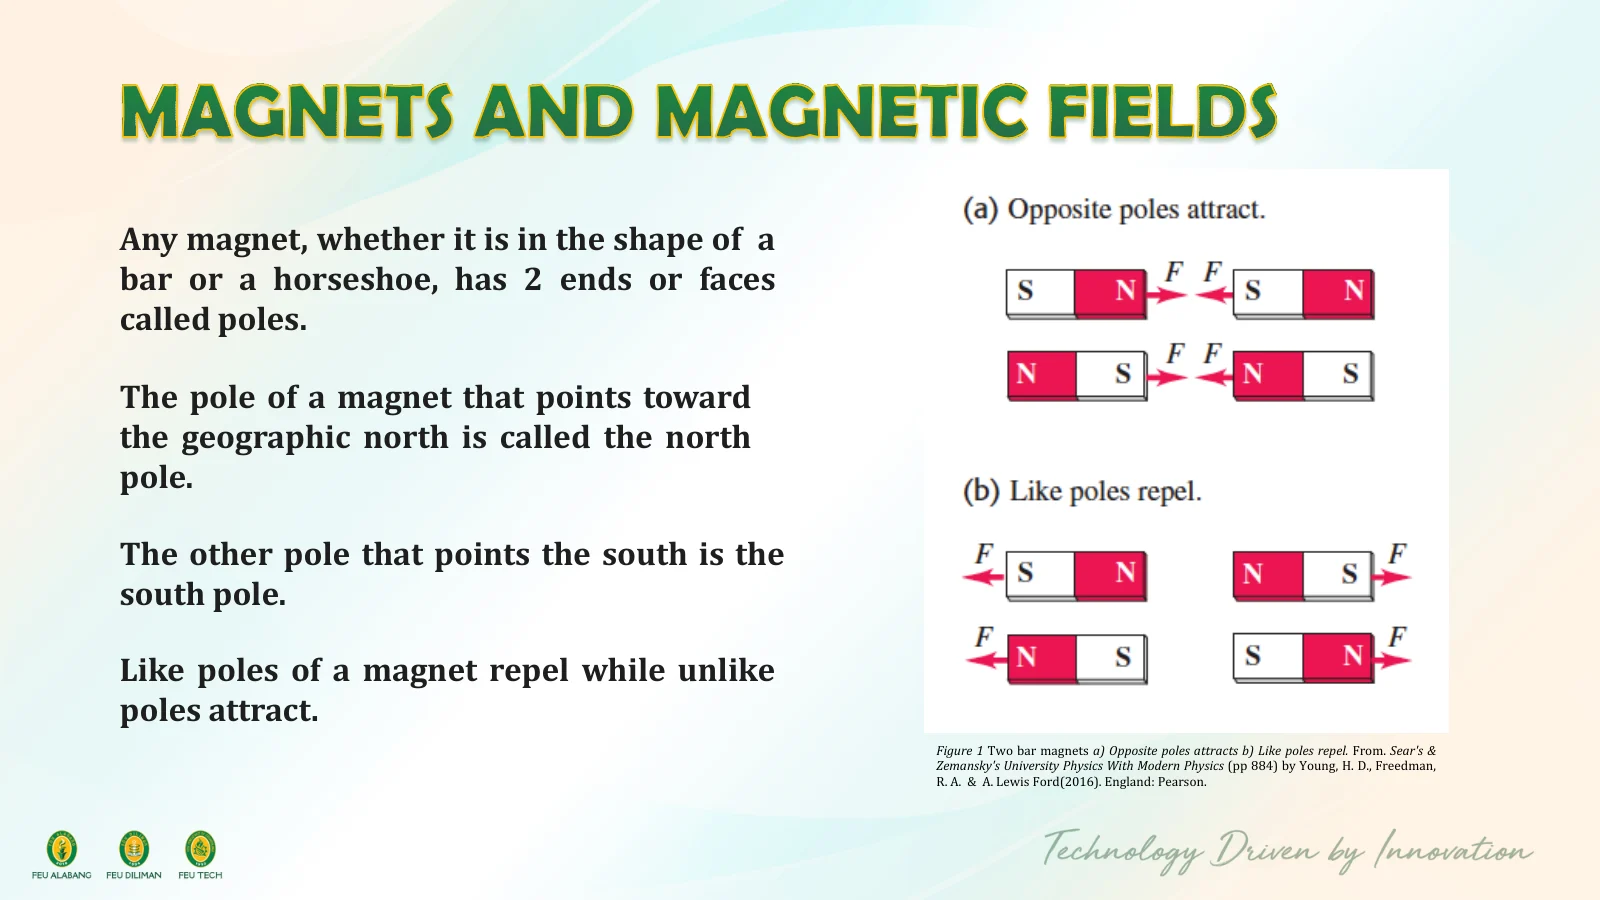 MAGNETS AND MAGNETIC FIELDS
Any magnet, whether it is in the shape of a
bar or a horseshoe, has 2 ends or faces
called poles.
The pole of a magnet that points toward
the geographic north is called the north
pole.
The other pole that points the south is the
south pole.
Like poles of a magnet repel while unlike
poles attract.
(a) Opposite poles attract.
S N F F S N
N S F F N S
(b) Like poles repel.
F S N N S F
F N S S N F
Figure 1 Two bar magnets a) Opposite poles attracts b) Like poles repel. From. Sear's &
Zemansky's University Physics With Modern Physics (pp 884) by Young, H. D., Freedman,
R. A. & A. Lewis Ford(2016). England: Pearson.
FEU ALABANG FEU DILIMAN FEU TECH
Technology Driven by Innovation